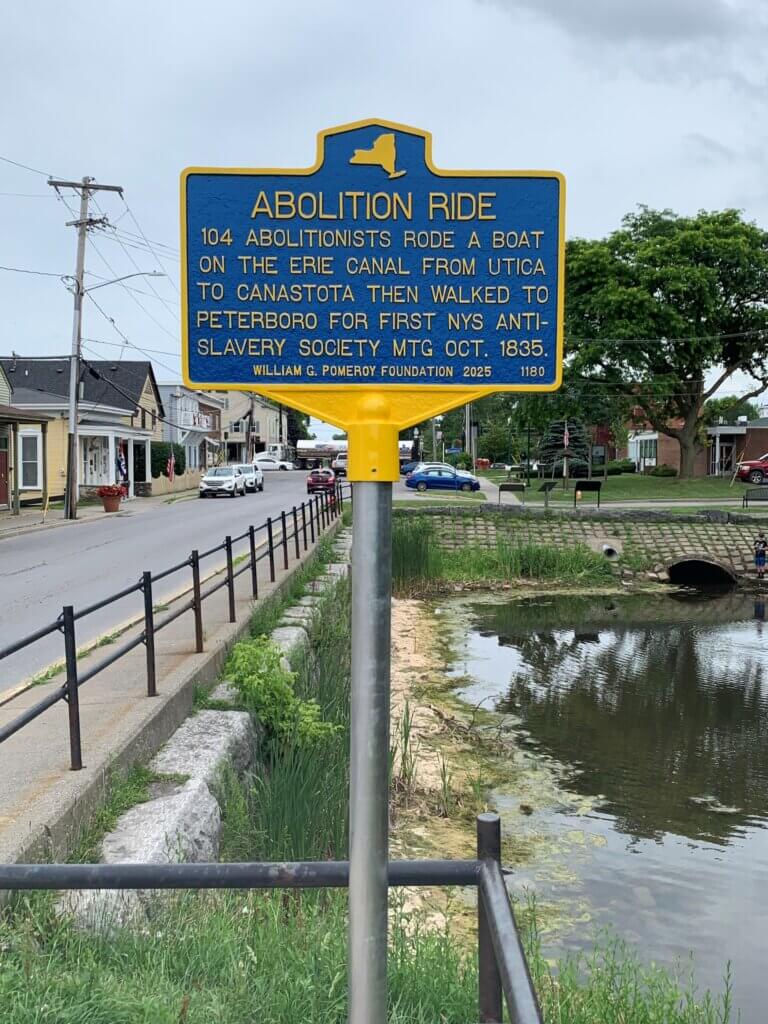 ABOLITION RIDE
104 ABOLITIONISTS RODE A BOAT
ON THE ERIE CANAL FROM UTICA
TO CANASTOTA THEN WALKED TO
PETERBORO FOR FIRST NYS ANTI-
SLAVERY SOCIETY MTG OCT. 1835.
WILLIAM G. POMEROY FOUNDATION 2025 1180